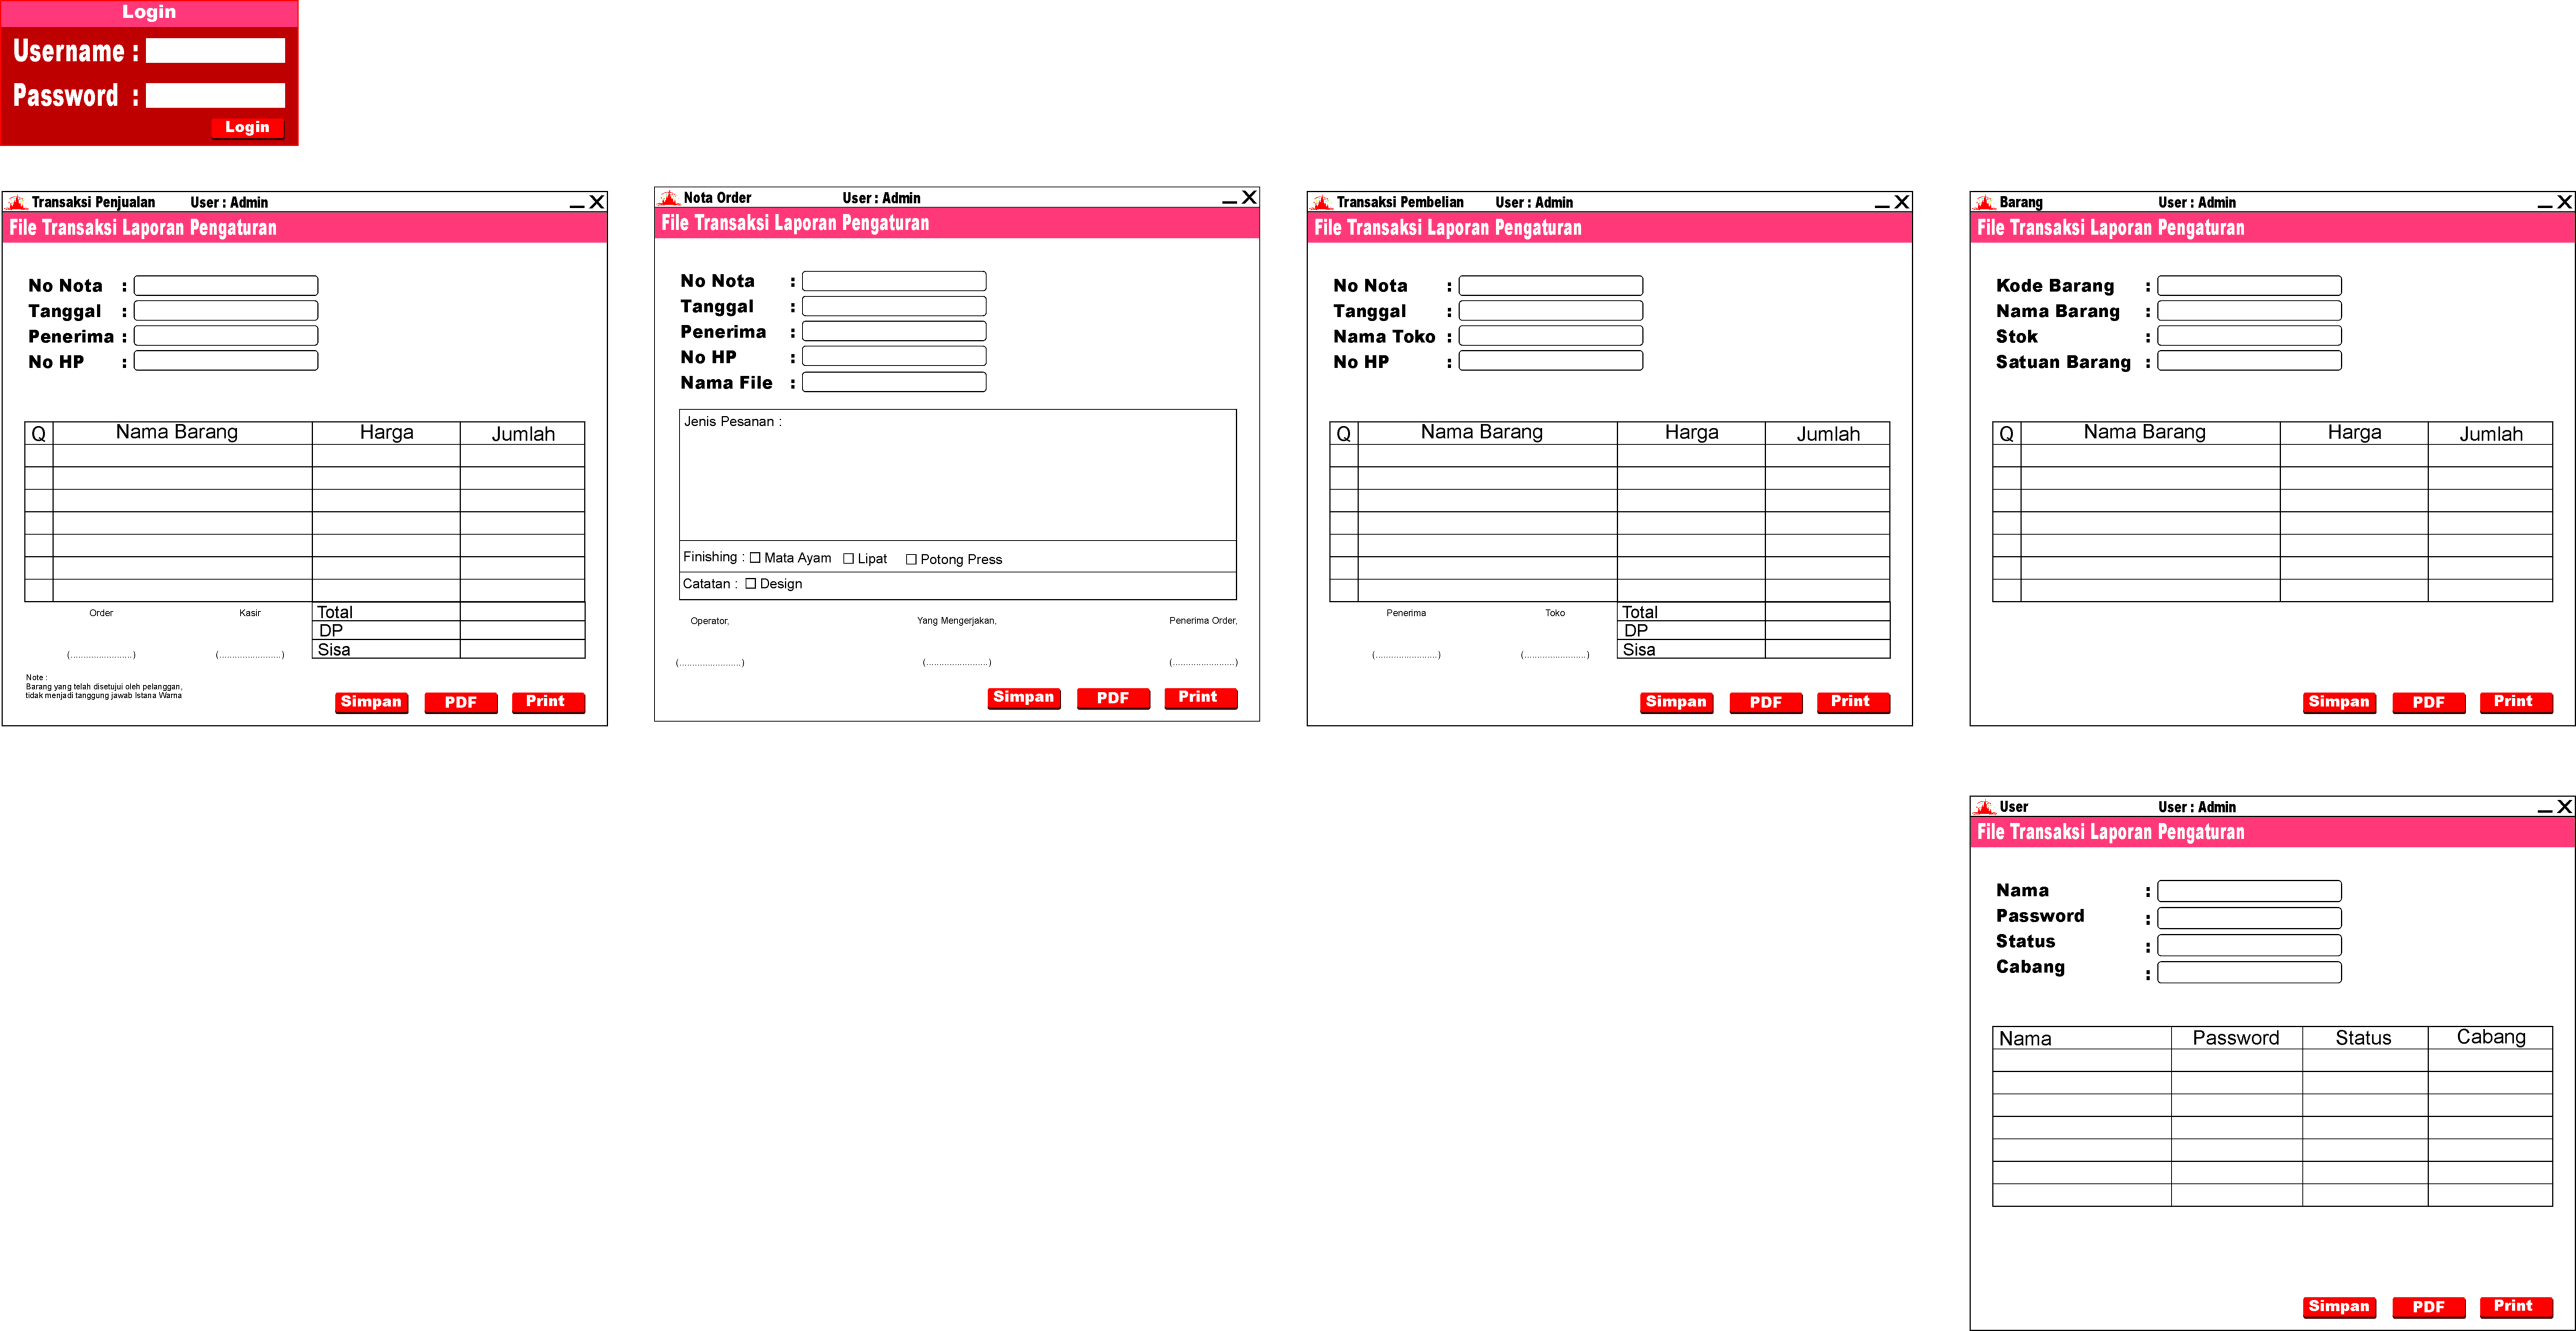 Login
Username :
Password :
Login
Transaksi Penjualan User : Admin _ X
File Transaksi Laporan Pengaturan
No Nota :
Tanggal :
Penerima :
No HP :
Q Nama Barang Harga Jumlah
Total
DP
Sisa
Order Kasir
(.......................) (.......................)
Note :
Barang yang telah disetujui oleh pelanggan,
tidak menjadi tanggung jawab Istana Warna
Simpan PDF Print
Nota Order User : Admin _ X
File Transaksi Laporan Pengaturan
No Nota :
Tanggal :
Penerima :
No HP :
Nama File :
Jenis Pesanan :
Finishing : ☐ Mata Ayam ☐ Lipat ☐ Potong Press
Catatan : ☐ Design
Operator, Yang Mengerjakan, Penerima Order,
(.......................) (.......................) (.......................)
Simpan PDF Print
Transaksi Pembelian User : Admin _ X
File Transaksi Laporan Pengaturan
No Nota :
Tanggal :
Nama Toko :
No HP :
Q Nama Barang Harga Jumlah
Total
DP
Sisa
Penerima Toko
(.......................) (.......................)
Simpan PDF Print
Barang User : Admin _ X
File Transaksi Laporan Pengaturan
Kode Barang :
Nama Barang :
Stok :
Satuan Barang :
Q Nama Barang Harga Jumlah
Simpan PDF Print
User User : Admin _ X
File Transaksi Laporan Pengaturan
Nama :
Password :
Status :
Cabang :
Nama Password Status Cabang
Simpan PDF Print